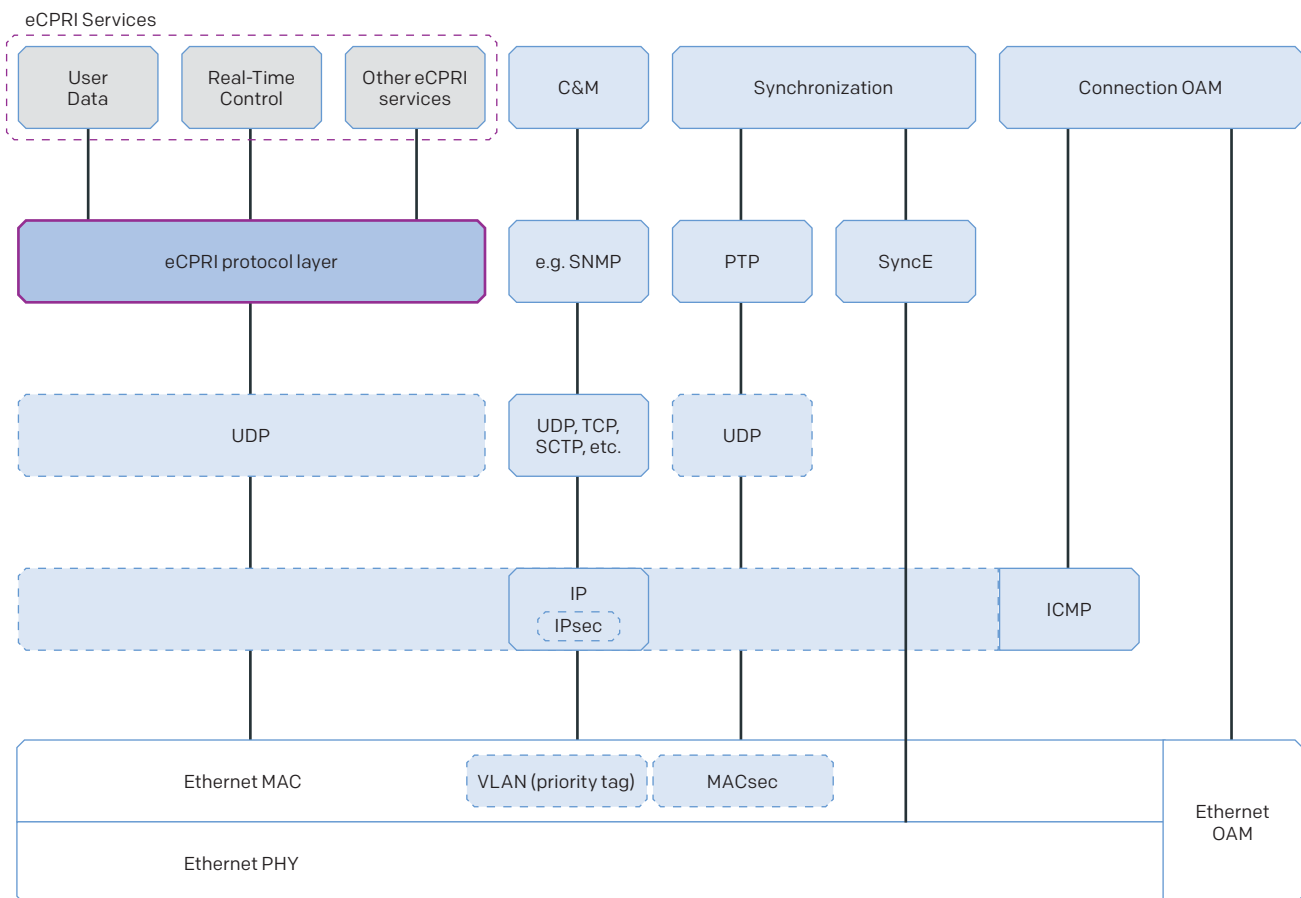 eCPRI Services
User
Data
Real-Time
Control
Other eCPRI
services
C&M
Synchronization
Connection OAM
eCPRI protocol layer
e.g. SNMP
PTP
SyncE
UDP
UDP, TCP,
SCTP, etc.
UDP
IP
IPsec
ICMP
Ethernet MAC
VLAN (priority tag)
MACsec
Ethernet
OAM
Ethernet PHY